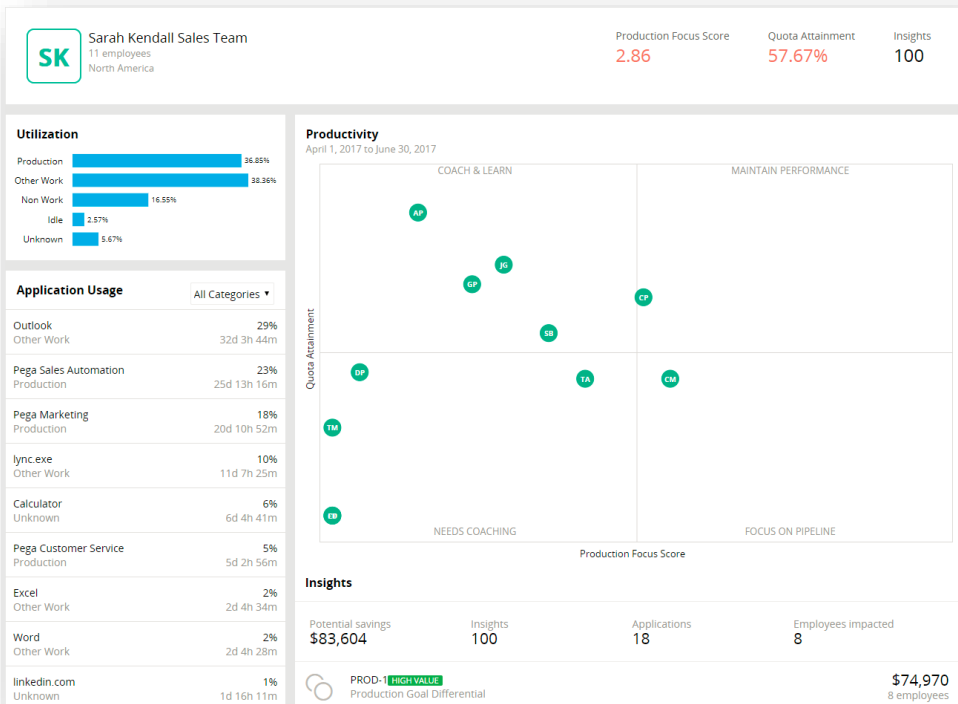 SK
Sarah Kendall Sales Team
11 employees
North America
Production Focus Score
2.86
Quota Attainment
57.67%
Insights
100
Utilization
Production 36.85%
Other Work 38.36%
Non Work 16.55%
Idle 2.57%
Unknown 5.67%
Application Usage
All Categories
Outlook 29%
Other Work 32d 3h 44m
Pega Sales Automation 23%
Production 25d 13h 16m
Pega Marketing 18%
Production 20d 10h 52m
lync.exe 10%
Other Work 11d 7h 25m
Calculator 6%
Unknown 6d 4h 41m
Pega Customer Service 5%
Production 5d 2h 56m
Excel 2%
Other Work 2d 4h 34m
Word 2%
Other Work 2d 4h 28m
linkedin.com 1%
Unknown 1d 16h 11m
Productivity
April 1, 2017 to June 30, 2017
COACH & LEARN
MAINTAIN PERFORMANCE
AP
JG
GP
CP
SB
DP
TA
CM
TM
NEEDS COACHING
FOCUS ON PIPELINE
Quota Attainment
Production Focus Score
Insights
Potential savings
$83,604
Insights
100
Applications
18
Employees impacted
8
PROD-1 HIGH VALUE
Production Goal Differential
$74,970
8 employees